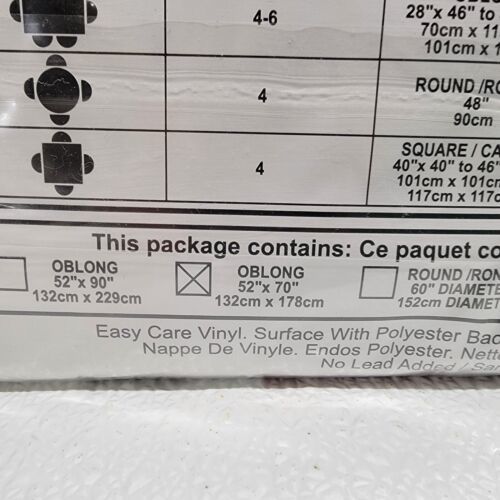 4-6
28"x 46" to
70cm x 11
101cm x 1
4
ROUND /RO
48"
90cm
4
SQUARE / CA
40"x 40" to 46"
101cm x 101cm
117cm x 117c
This package contains: Ce paquet co
OBLONG
52"x 90"
132cm x 229cm
OBLONG
52"x 70"
132cm x 178cm
ROUND /RON
60" DIAMETE
152cm DIAMET
Easy Care Vinyl. Surface With Polyester Bac
Nappe De Vinyle. Endos Polyester. Nett
No Lead Added / San